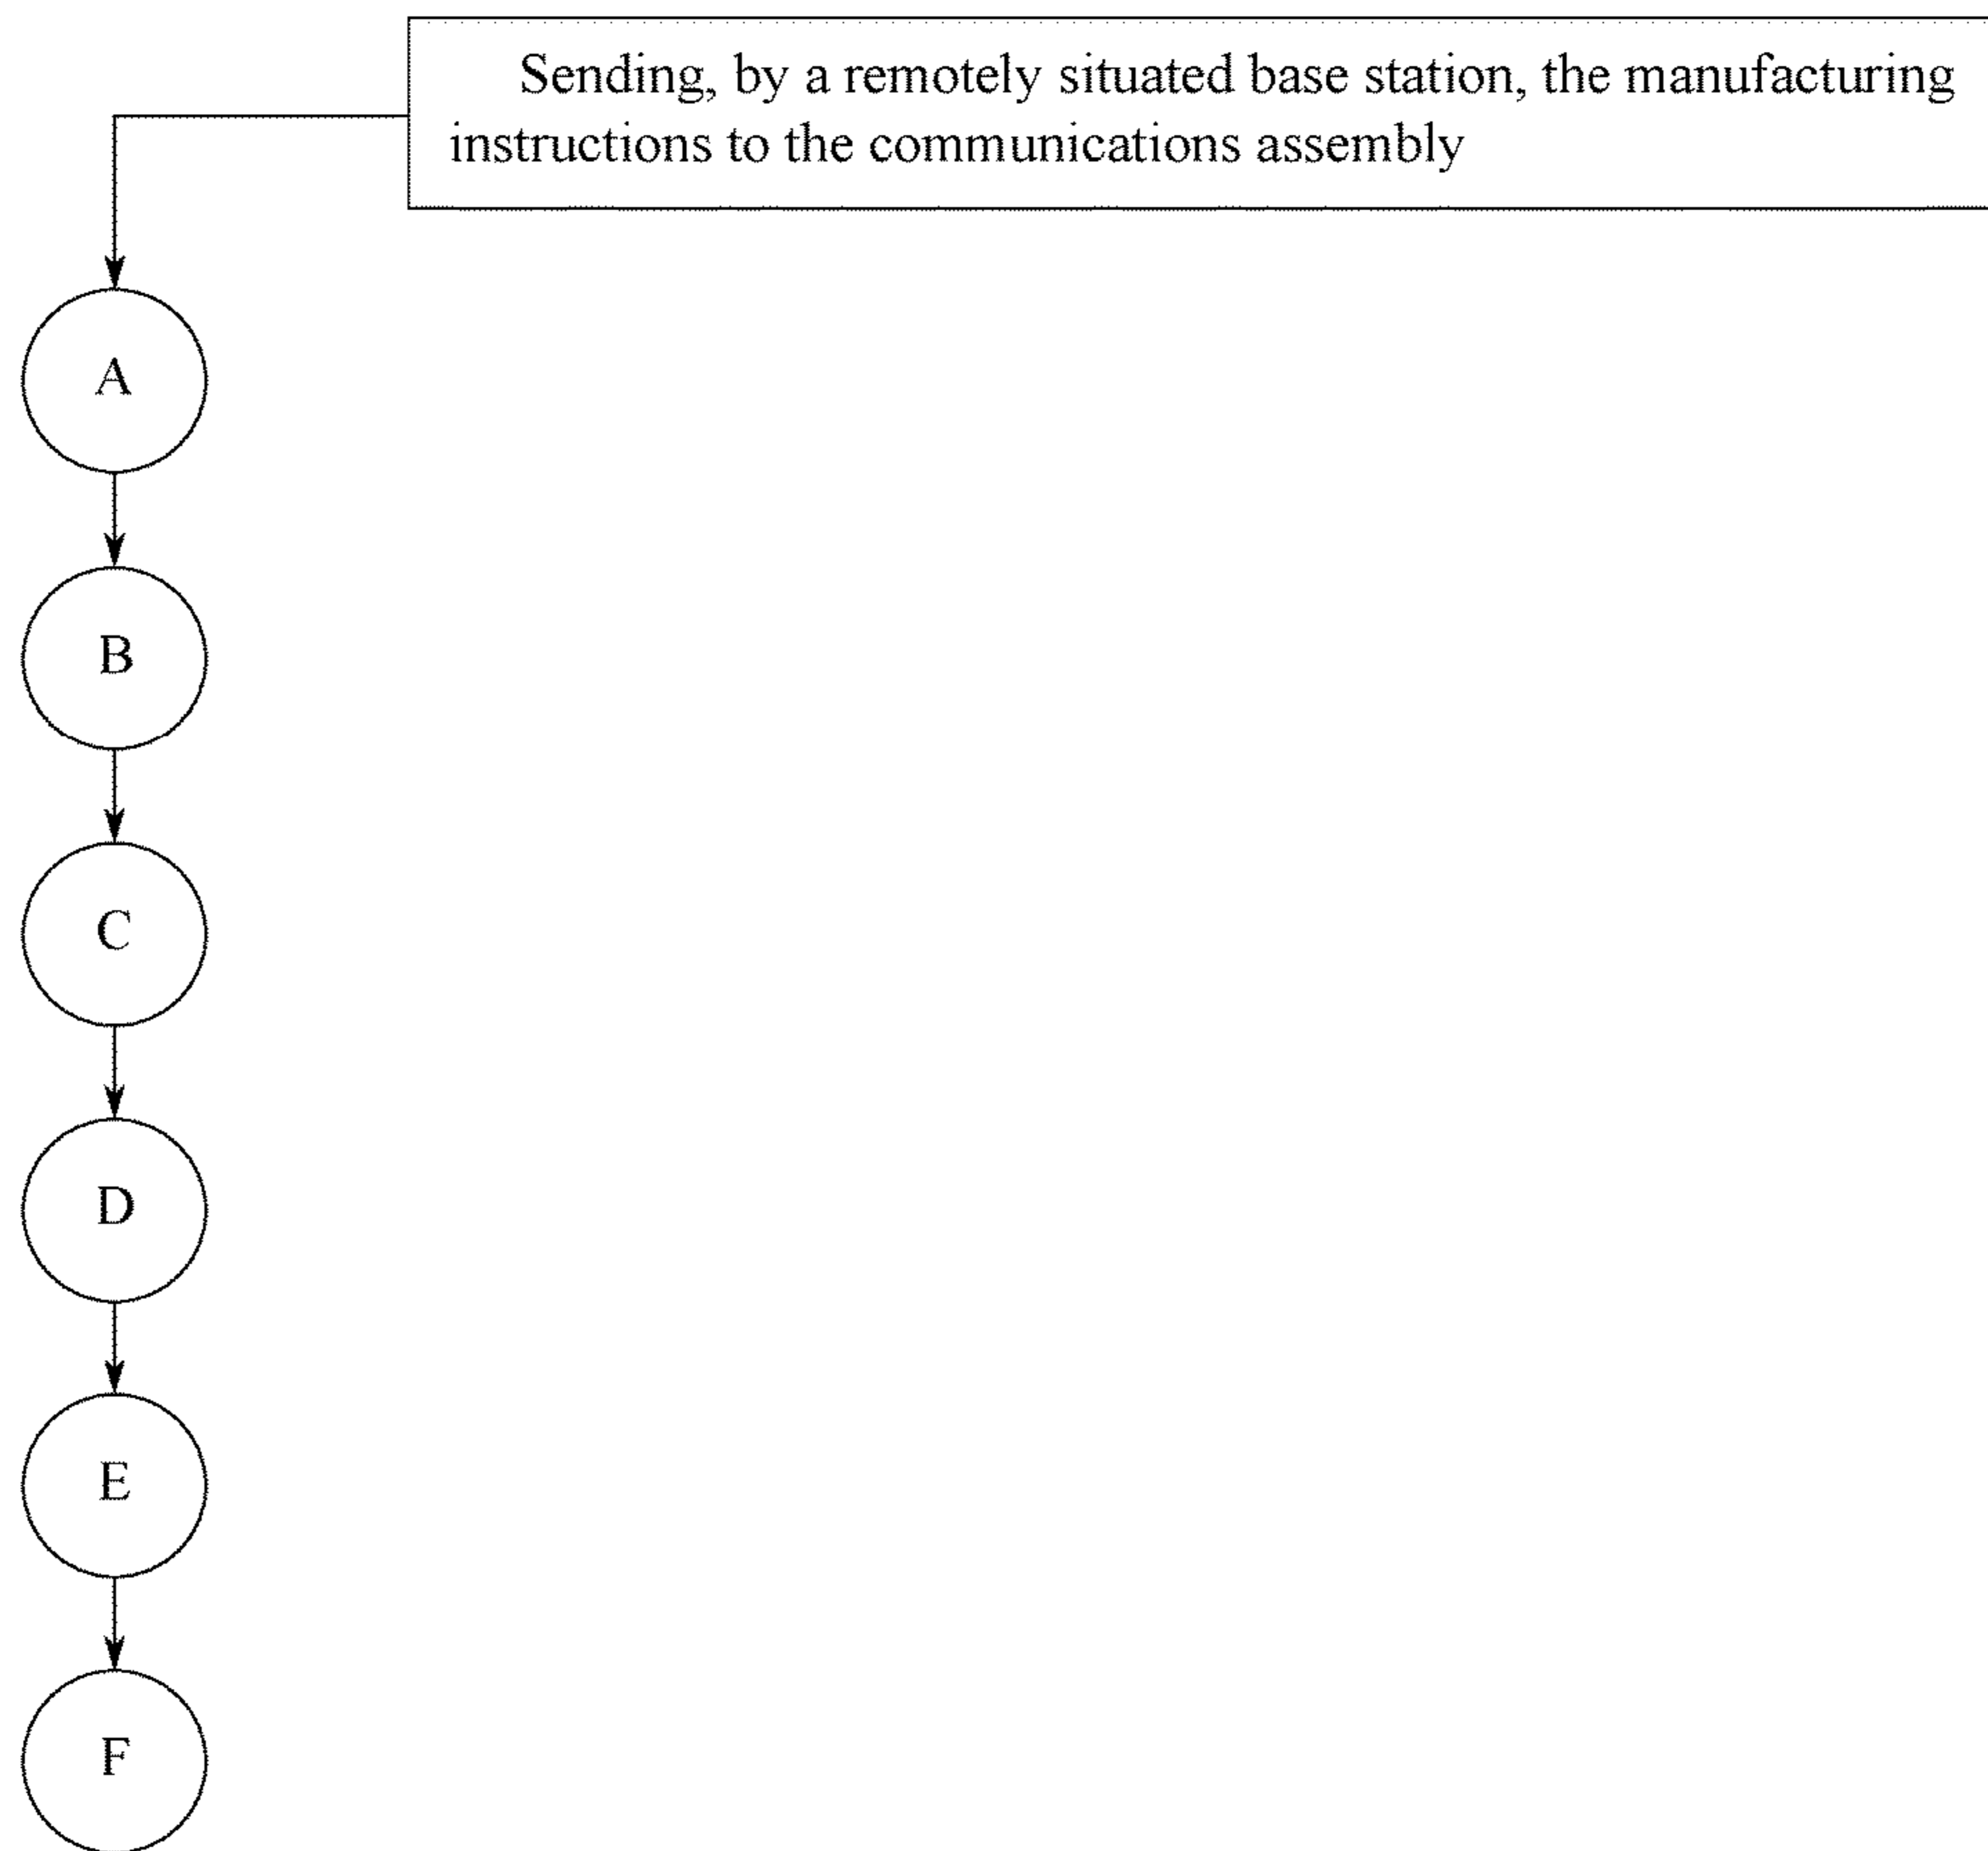 Sending, by a remotely situated base station, the manufacturing
instructions to the communications assembly
A
B
C
D
E
F